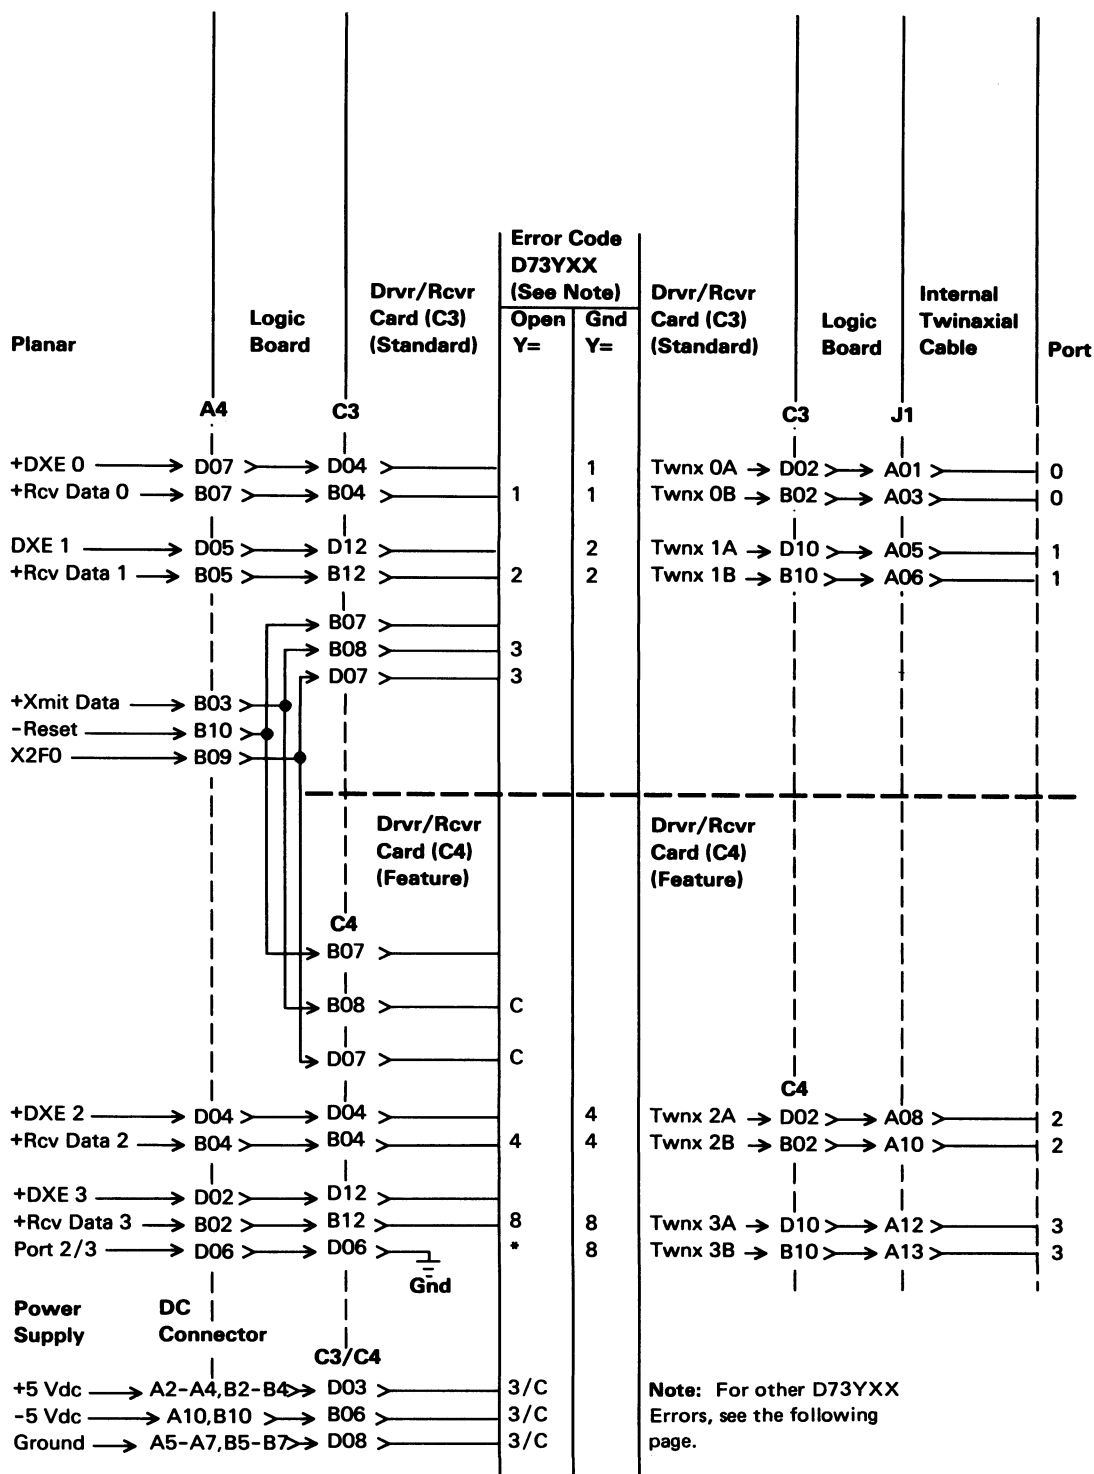 Error Code
D73YXX
(See Note)
Planar
Logic
Board
Drvr/Rcvr
Card (C3)
(Standard)
Open
Y=
Gnd
Y=
Drvr/Rcvr
Card (C3)
(Standard)
Logic
Board
Internal
Twinaxial
Cable
Port
A4 C3 C3 J1
+DXE 0 D07 D04 1 Twnx 0A D02 A01 0
+Rcv Data 0 B07 B04 1 1 Twnx 0B B02 A03 0
DXE 1 D05 D12 2 Twnx 1A D10 A05 1
+Rcv Data 1 B05 B12 2 2 Twnx 1B B10 A06 1
B07
B08 3
D07 3
+Xmit Data B03
-Reset B10
X2F0 B09
Drvr/Rcvr
Card (C4)
(Feature)
Drvr/Rcvr
Card (C4)
(Feature)
C4
B07
B08 C
D07 C
C4
+DXE 2 D04 D04 4 Twnx 2A D02 A08 2
+Rcv Data 2 B04 B04 4 4 Twnx 2B B02 A10 2
+DXE 3 D02 D12
+Rcv Data 3 B02 B12 8 8 Twnx 3A D10 A12 3
Port 2/3 D06 D06 * 8 Twnx 3B B10 A13 3
Gnd
Power
Supply
DC
Connector
C3/C4
+5 Vdc A2-A4,B2-B4 D03 3/C
-5 Vdc A10,B10 B06 3/C
Ground A5-A7,B5-B7 D08 3/C
Note: For other D73YXX
Errors, see the following
page.